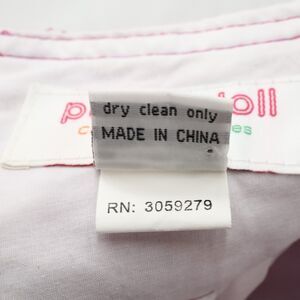 dry clean only
MADE IN CHINA
RN: 3059279